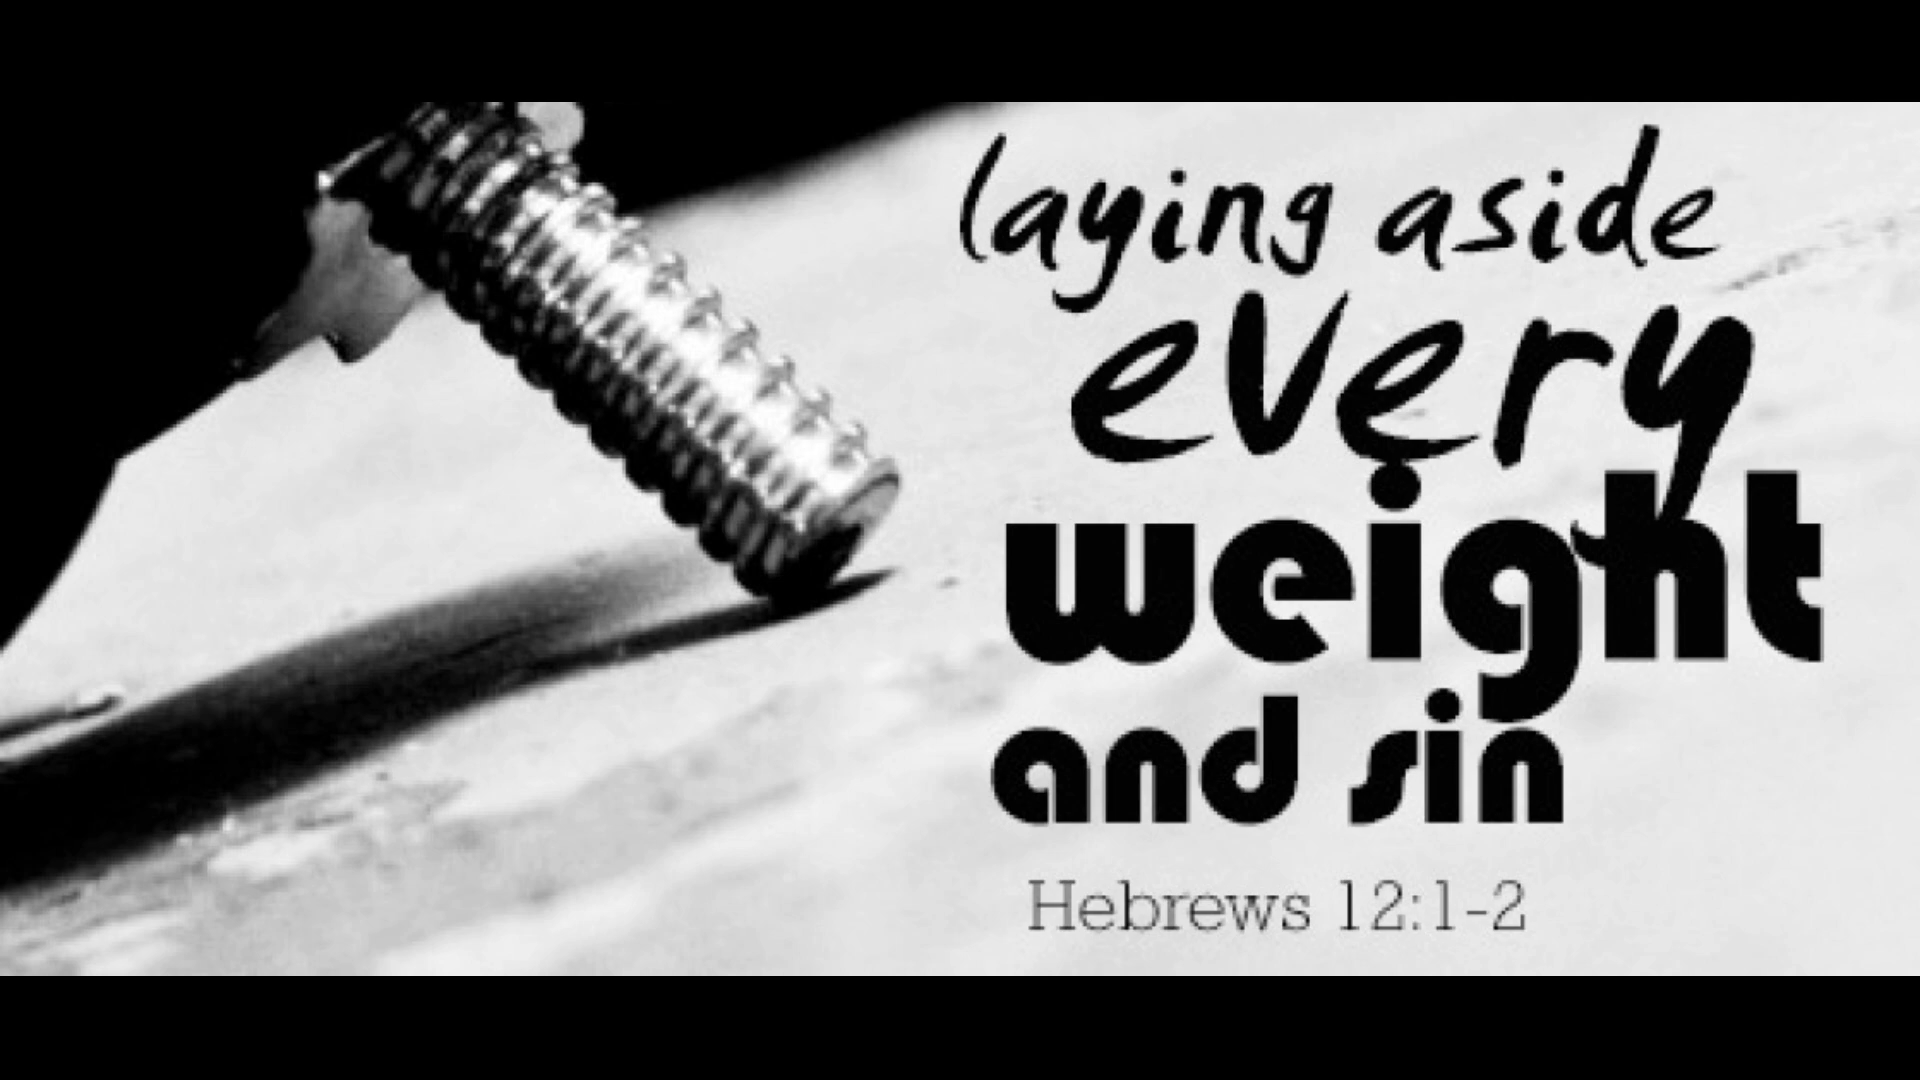 laying aside
every
weight
and sin
Hebrews 12:1-2